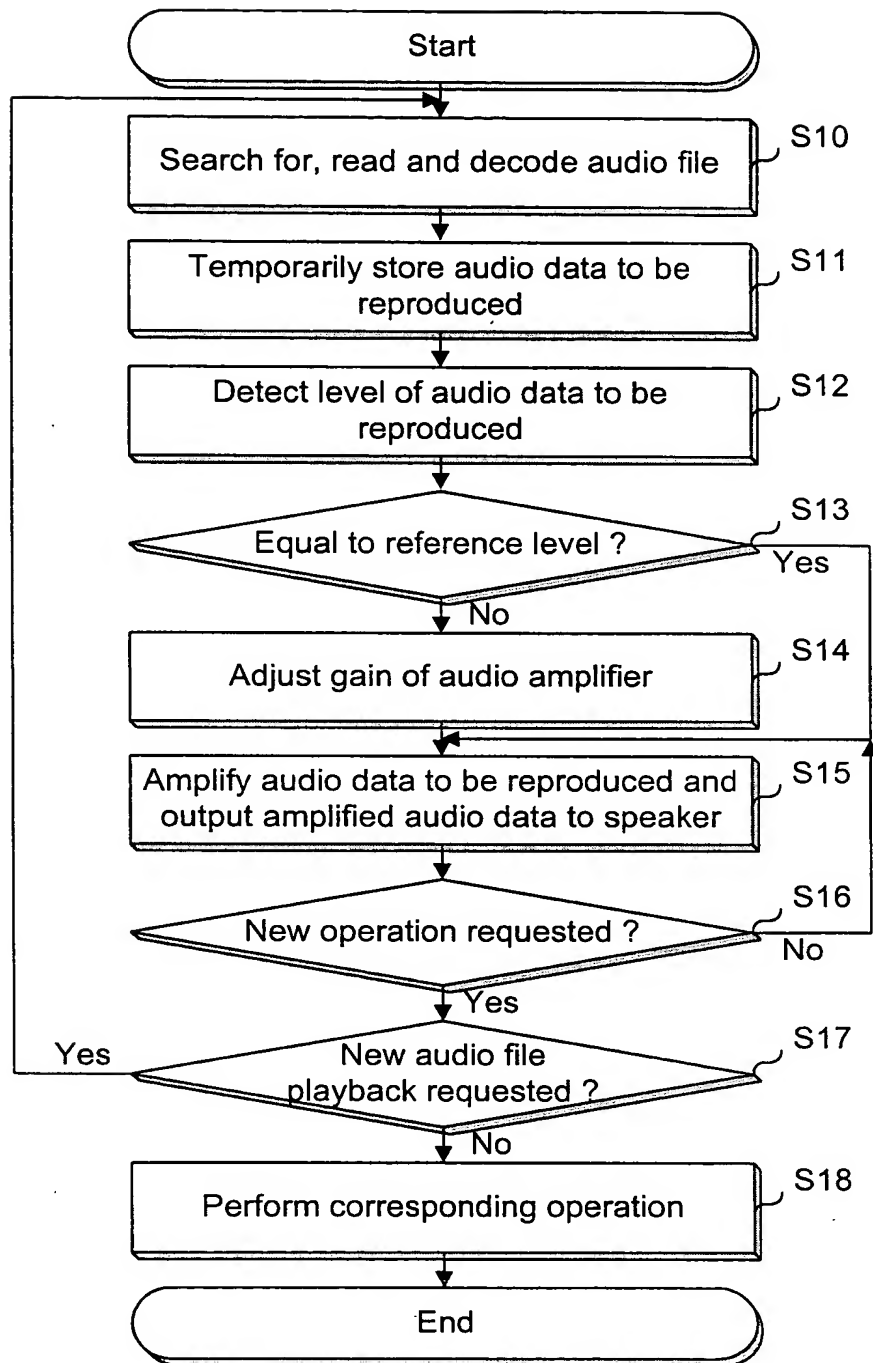 Start
Search for, read and decode audio file
S10
Temporarily store audio data to be
reproduced
S11
Detect level of audio data to be
reproduced
S12
Equal to reference level ?
S13
Yes
No
Adjust gain of audio amplifier
S14
Amplify audio data to be reproduced and
output amplified audio data to speaker
S15
New operation requested ?
S16
No
Yes
New audio file
playback requested ?
S17
Yes
No
Perform corresponding operation
S18
End